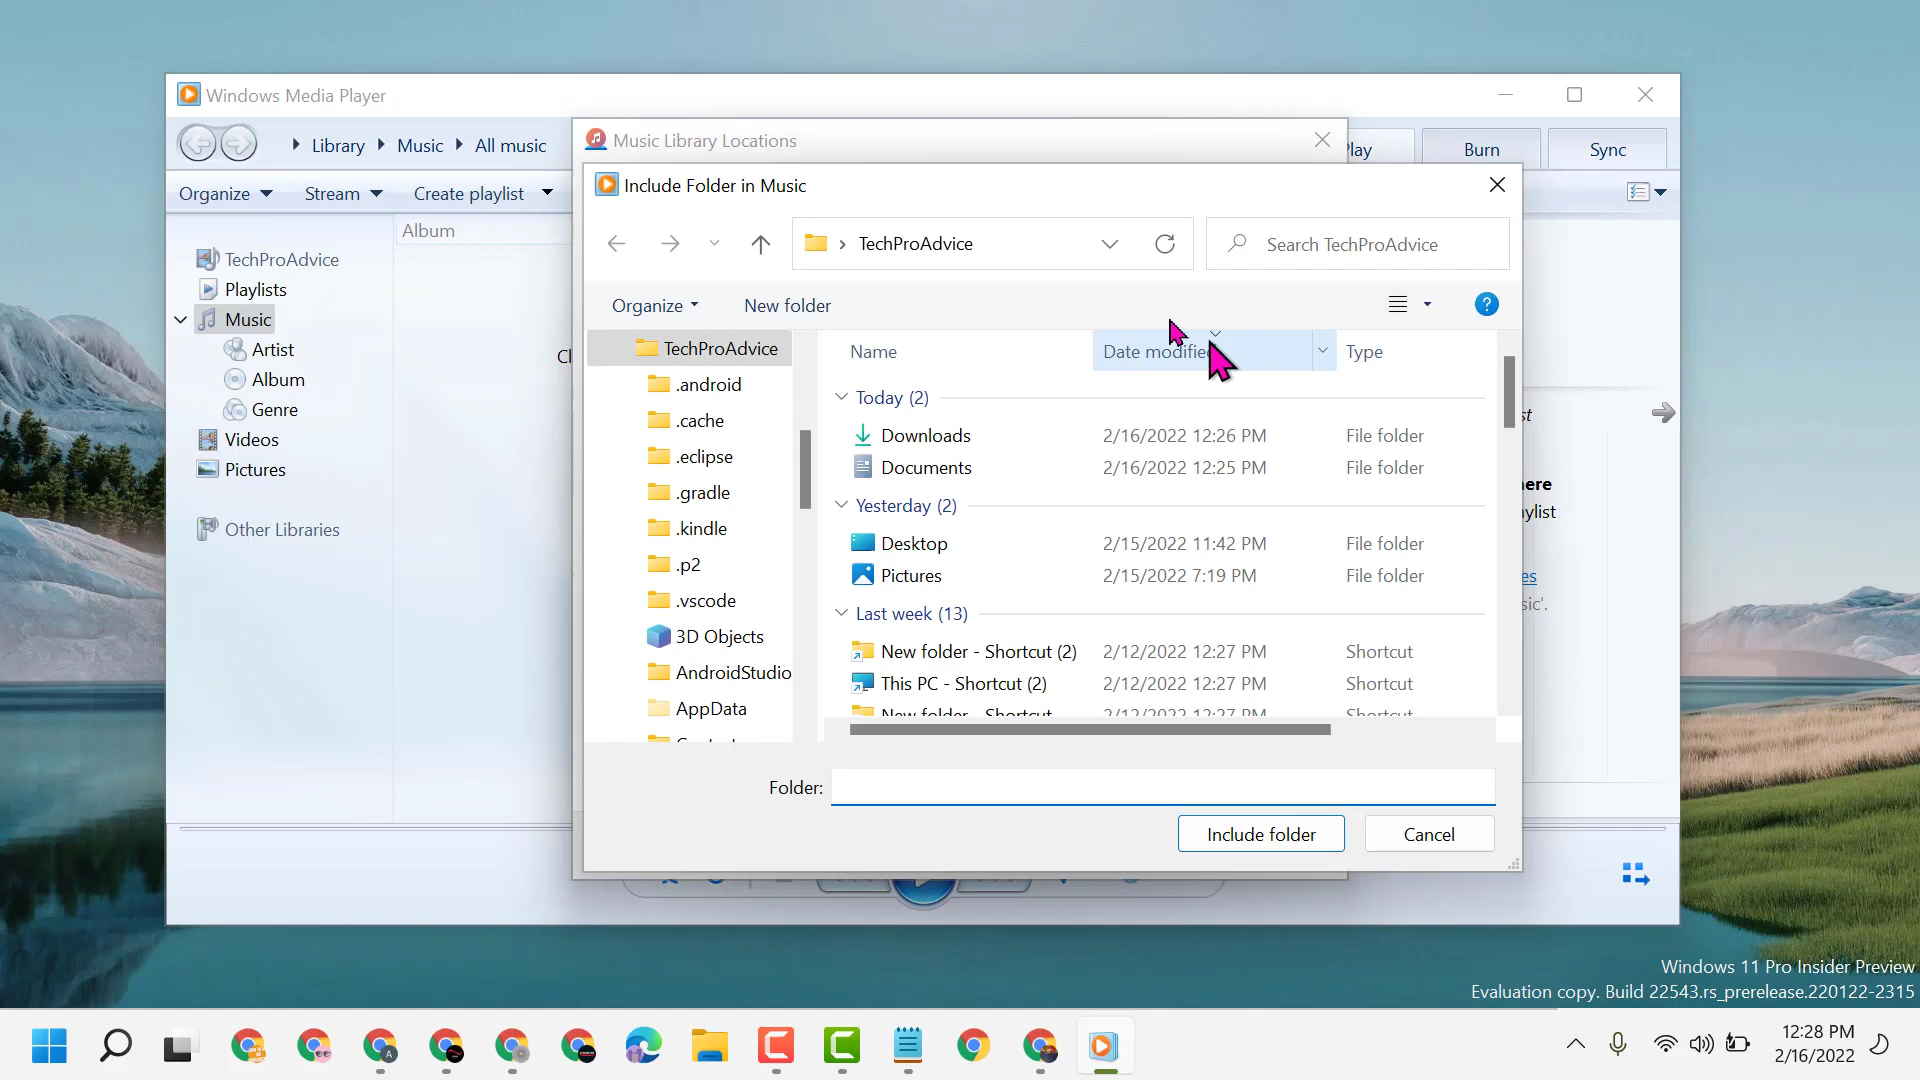 Windows Media Player
Library Music All music
Burn
Sync
Organize Stream Create playlist
Album
TechProAdvice
Playlists
Music
Artist
Album
Genre
Videos
Pictures
Other Libraries
Music Library Locations
Include Folder in Music
TechProAdvice
Search TechProAdvice
Organize New folder
?
TechProAdvice
.android
.cache
.eclipse
.gradle
.kindle
.p2
.vscode
3D Objects
AndroidStudio
AppData
Name Date modified Type
Today (2)
Downloads 2/16/2022 12:26 PM File folder
Documents 2/16/2022 12:25 PM File folder
Yesterday (2)
Desktop 2/15/2022 11:42 PM File folder
Pictures 2/15/2022 7:19 PM File folder
Last week (13)
New folder - Shortcut (2) 2/12/2022 12:27 PM Shortcut
This PC - Shortcut (2) 2/12/2022 12:27 PM Shortcut
New folder - Shortcut 2/12/2022 12:27 PM Shortcut
Folder:
Include folder Cancel
Windows 11 Pro Insider Preview
Evaluation copy. Build 22543.rs_prerelease.220122-2315
12:28 PM
2/16/2022